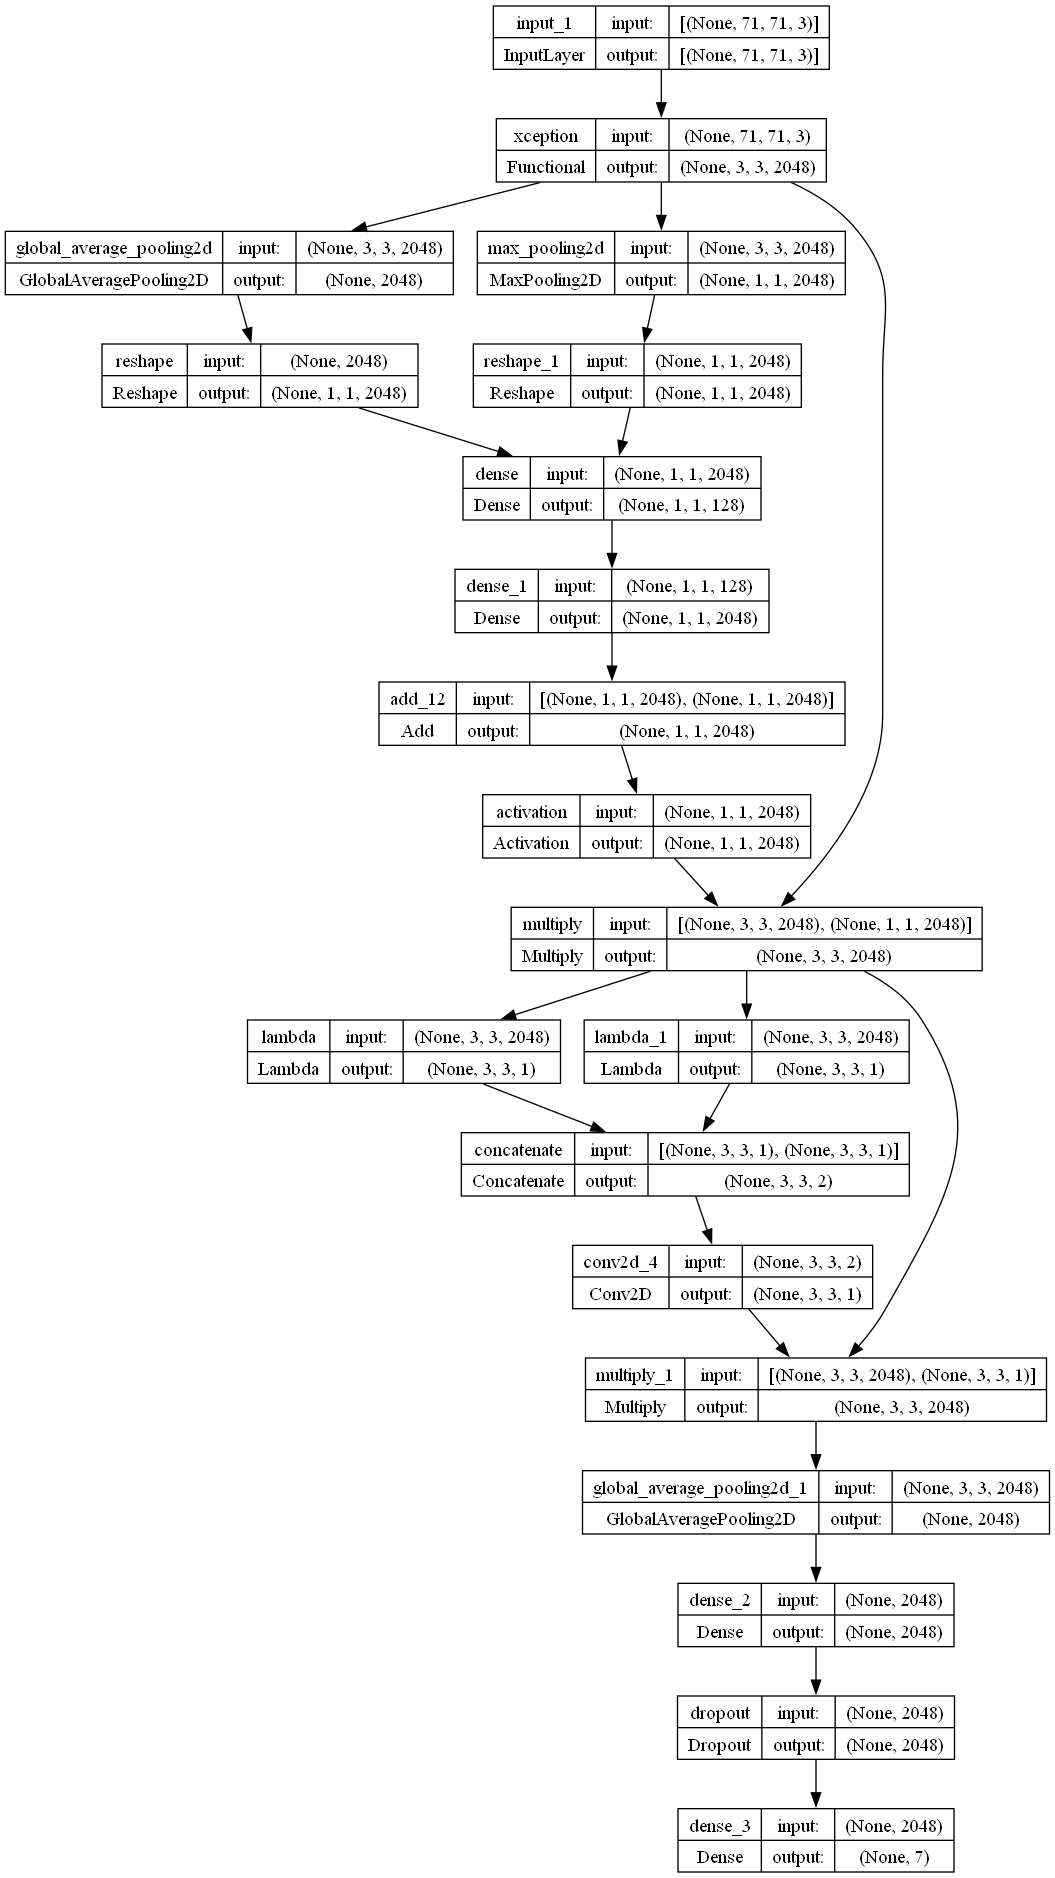 input_1 input: [(None, 71, 71, 3)]
InputLayer output: [(None, 71, 71, 3)]
xception input: (None, 71, 71, 3)
Functional output: (None, 3, 3, 2048)
global_average_pooling2d input: (None, 3, 3, 2048)
GlobalAveragePooling2D output: (None, 2048)
max_pooling2d input: (None, 3, 3, 2048)
MaxPooling2D output: (None, 1, 1, 2048)
reshape input: (None, 2048)
Reshape output: (None, 1, 1, 2048)
reshape_1 input: (None, 1, 1, 2048)
Reshape output: (None, 1, 1, 2048)
dense input: (None, 1, 1, 2048)
Dense output: (None, 1, 1, 128)
dense_1 input: (None, 1, 1, 128)
Dense output: (None, 1, 1, 2048)
add_12 input: [(None, 1, 1, 2048), (None, 1, 1, 2048)]
Add output: (None, 1, 1, 2048)
activation input: (None, 1, 1, 2048)
Activation output: (None, 1, 1, 2048)
multiply input: [(None, 3, 3, 2048), (None, 1, 1, 2048)]
Multiply output: (None, 3, 3, 2048)
lambda input: (None, 3, 3, 2048)
Lambda output: (None, 3, 3, 1)
lambda_1 input: (None, 3, 3, 2048)
Lambda output: (None, 3, 3, 1)
concatenate input: [(None, 3, 3, 1), (None, 3, 3, 1)]
Concatenate output: (None, 3, 3, 2)
conv2d_4 input: (None, 3, 3, 2)
Conv2D output: (None, 3, 3, 1)
multiply_1 input: [(None, 3, 3, 2048), (None, 3, 3, 1)]
Multiply output: (None, 3, 3, 2048)
global_average_pooling2d_1 input: (None, 3, 3, 2048)
GlobalAveragePooling2D output: (None, 2048)
dense_2 input: (None, 2048)
Dense output: (None, 2048)
dropout input: (None, 2048)
Dropout output: (None, 2048)
dense_3 input: (None, 2048)
Dense output: (None, 7)